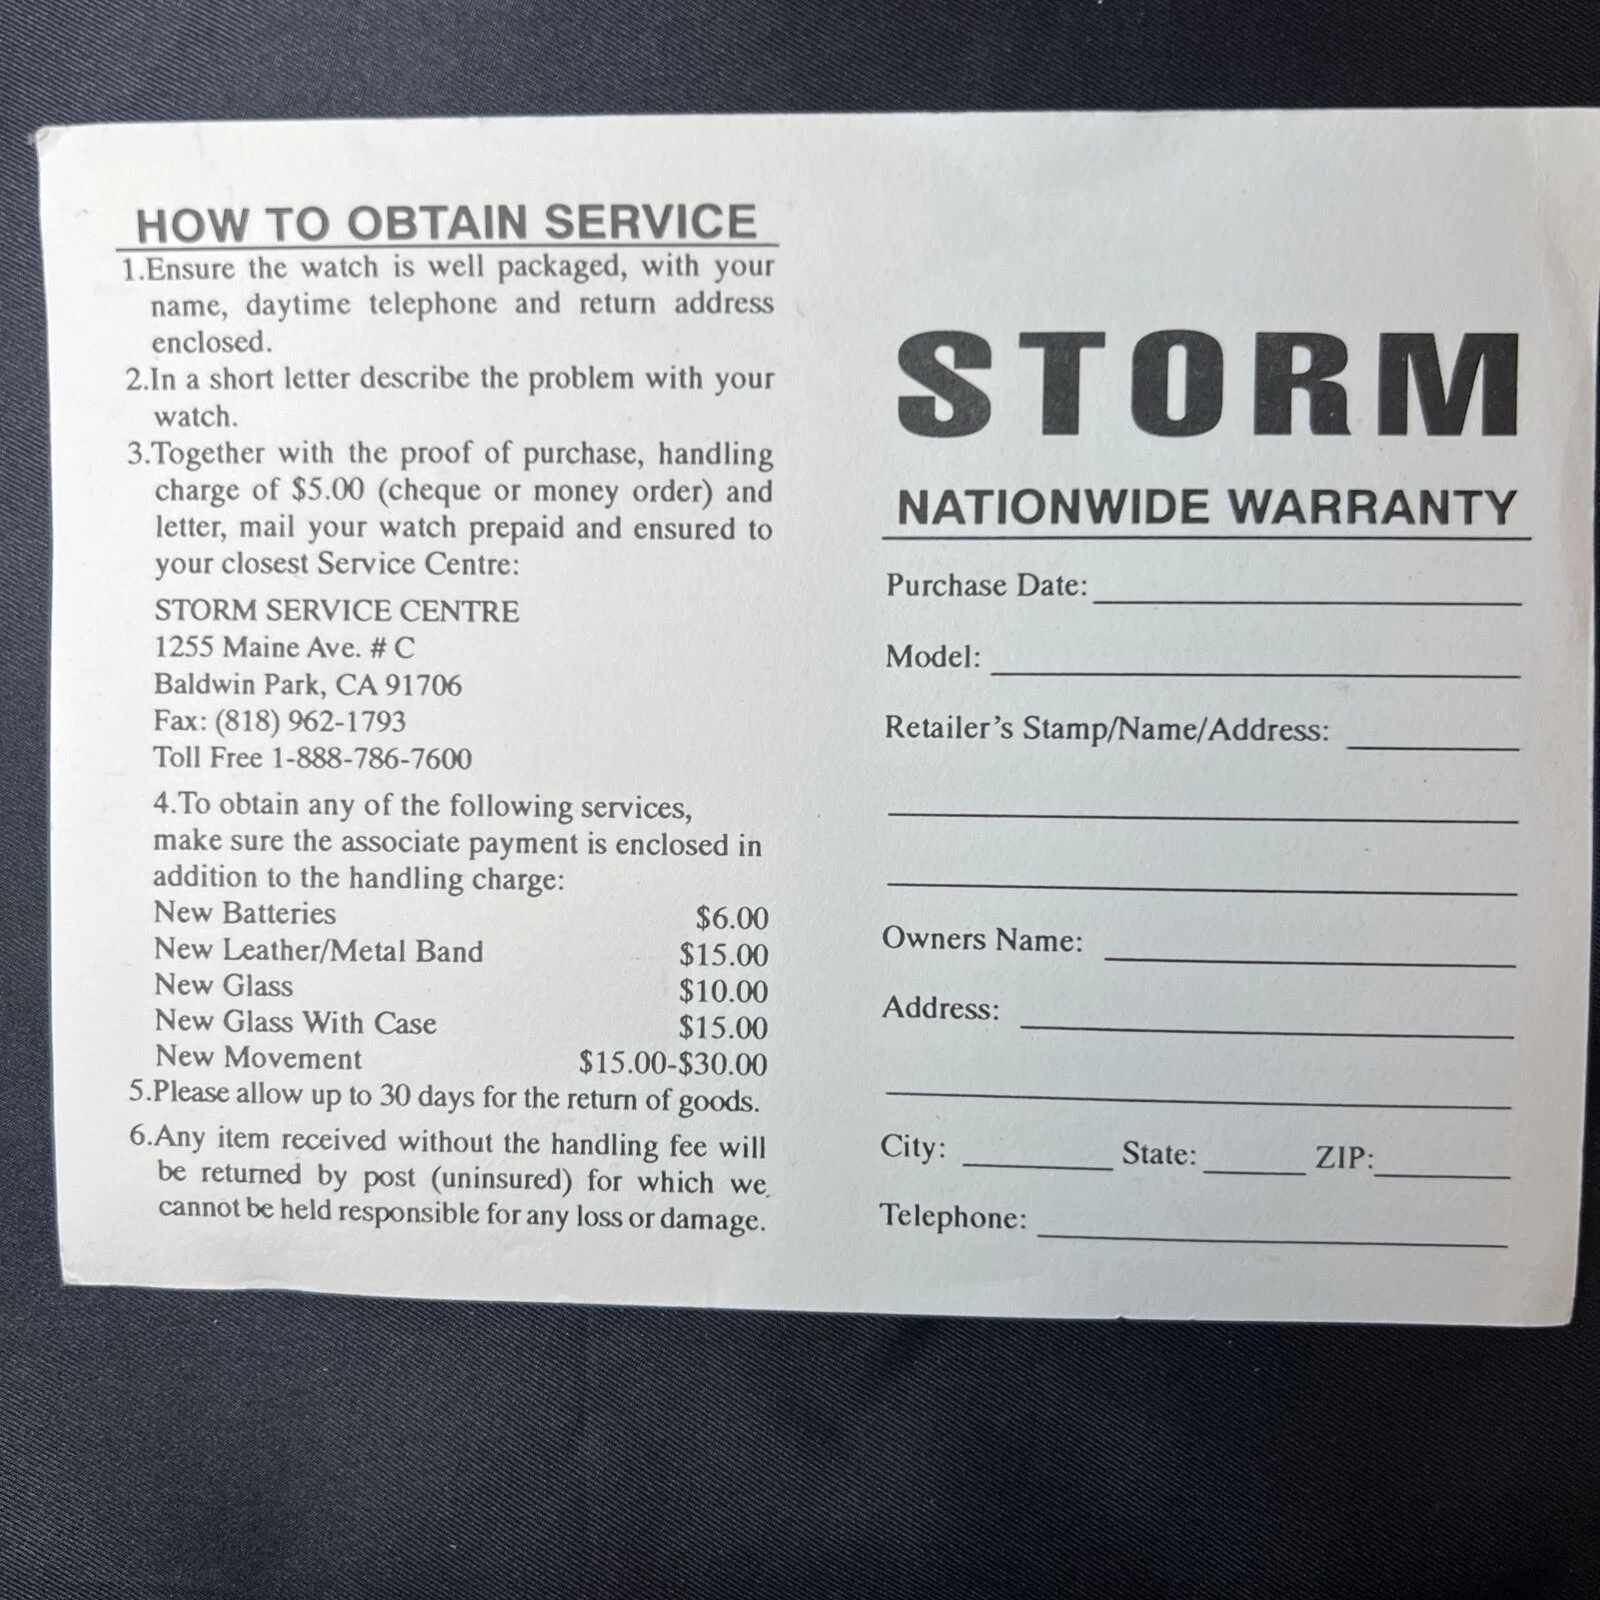 HOW TO OBTAIN SERVICE
1.Ensure the watch is well packaged, with your
name, daytime telephone and return address
enclosed.
2.In a short letter describe the problem with your
watch.
3.Together with the proof of purchase, handling
charge of $5.00 (cheque or money order) and
letter, mail your watch prepaid and ensured to
your closest Service Centre:
STORM SERVICE CENTRE
1255 Maine Ave. # C
Baldwin Park, CA 91706
Fax: (818) 962-1793
Toll Free 1-888-786-7600
4.To obtain any of the following services,
make sure the associate payment is enclosed in
addition to the handling charge:
New Batteries $6.00
New Leather/Metal Band $15.00
New Glass $10.00
New Glass With Case $15.00
New Movement $15.00-$30.00
5.Please allow up to 30 days for the return of goods.
6.Any item received without the handling fee will
be returned by post (uninsured) for which we
cannot be held responsible for any loss or damage.
STORM
NATIONWIDE WARRANTY
Purchase Date:
Model:
Retailer's Stamp/Name/Address:
Owners Name:
Address:
City: State: ZIP:
Telephone: